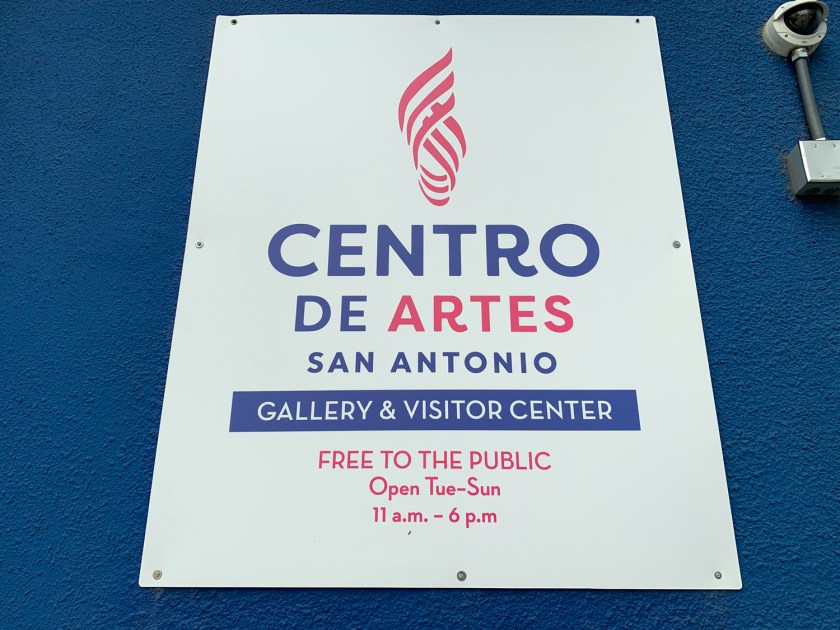 CENTRO
DE ARTES
SAN ANTONIO
GALLERY & VISITOR CENTER
FREE TO THE PUBLIC
Open Tue–Sun
11 a.m. – 6 p.m